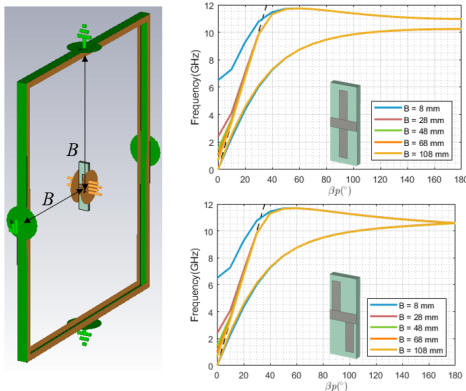 B
B
12
10
8
6
4
2
0
Frequency(GHz)
B = 8 mm
B = 28 mm
B = 48 mm
B = 68 mm
B = 108 mm
0 20 40 60 80 100 120 140 160 180
βp(°)
12
10
8
6
4
2
0
Frequency(GHz)
B = 8 mm
B = 28 mm
B = 48 mm
B = 68 mm
B = 108 mm
0 20 40 60 80 100 120 140 160 180
βp(°)